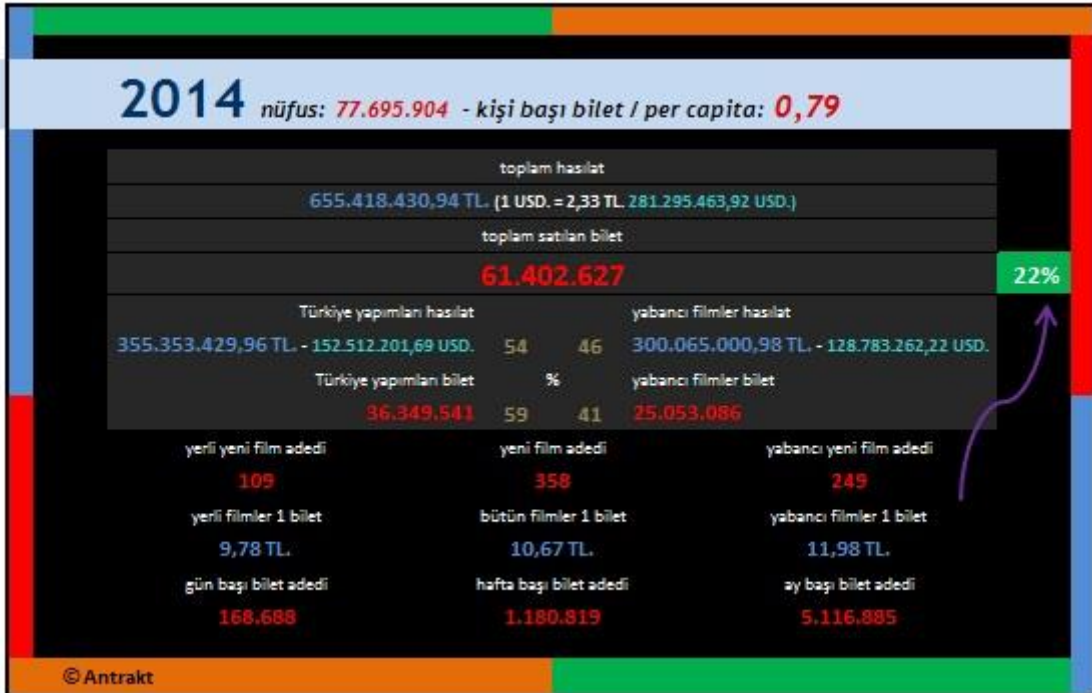 2014 nüfus: 77.695.904 - kişi başı bilet / per capita: 0,79
toplam hasılat
655.418.430,94 TL. (1 USD. = 2,33 TL. 281.295.463,92 USD.)
toplam satılan bilet
61.402.627 22%
Türkiye yapımları hasılat yabancı filmler hasılat
355.353.429,96 TL. - 152.512.201,69 USD. 54 46 300.065.000,98 TL. - 128.783.262,22 USD.
Türkiye yapımları bilet % yabancı filmler bilet
36.349.541 59 41 25.053.086
yerli yeni film adedi yeni film adedi yabancı yeni film adedi
109 358 249
yerli filmler 1 bilet bütün filmler 1 bilet yabancı filmler 1 bilet
9,78 TL. 10,67 TL. 11,98 TL.
gün başı bilet adedi hafta başı bilet adedi ay başı bilet adedi
168.688 1.180.819 5.116.885
© Antrakt